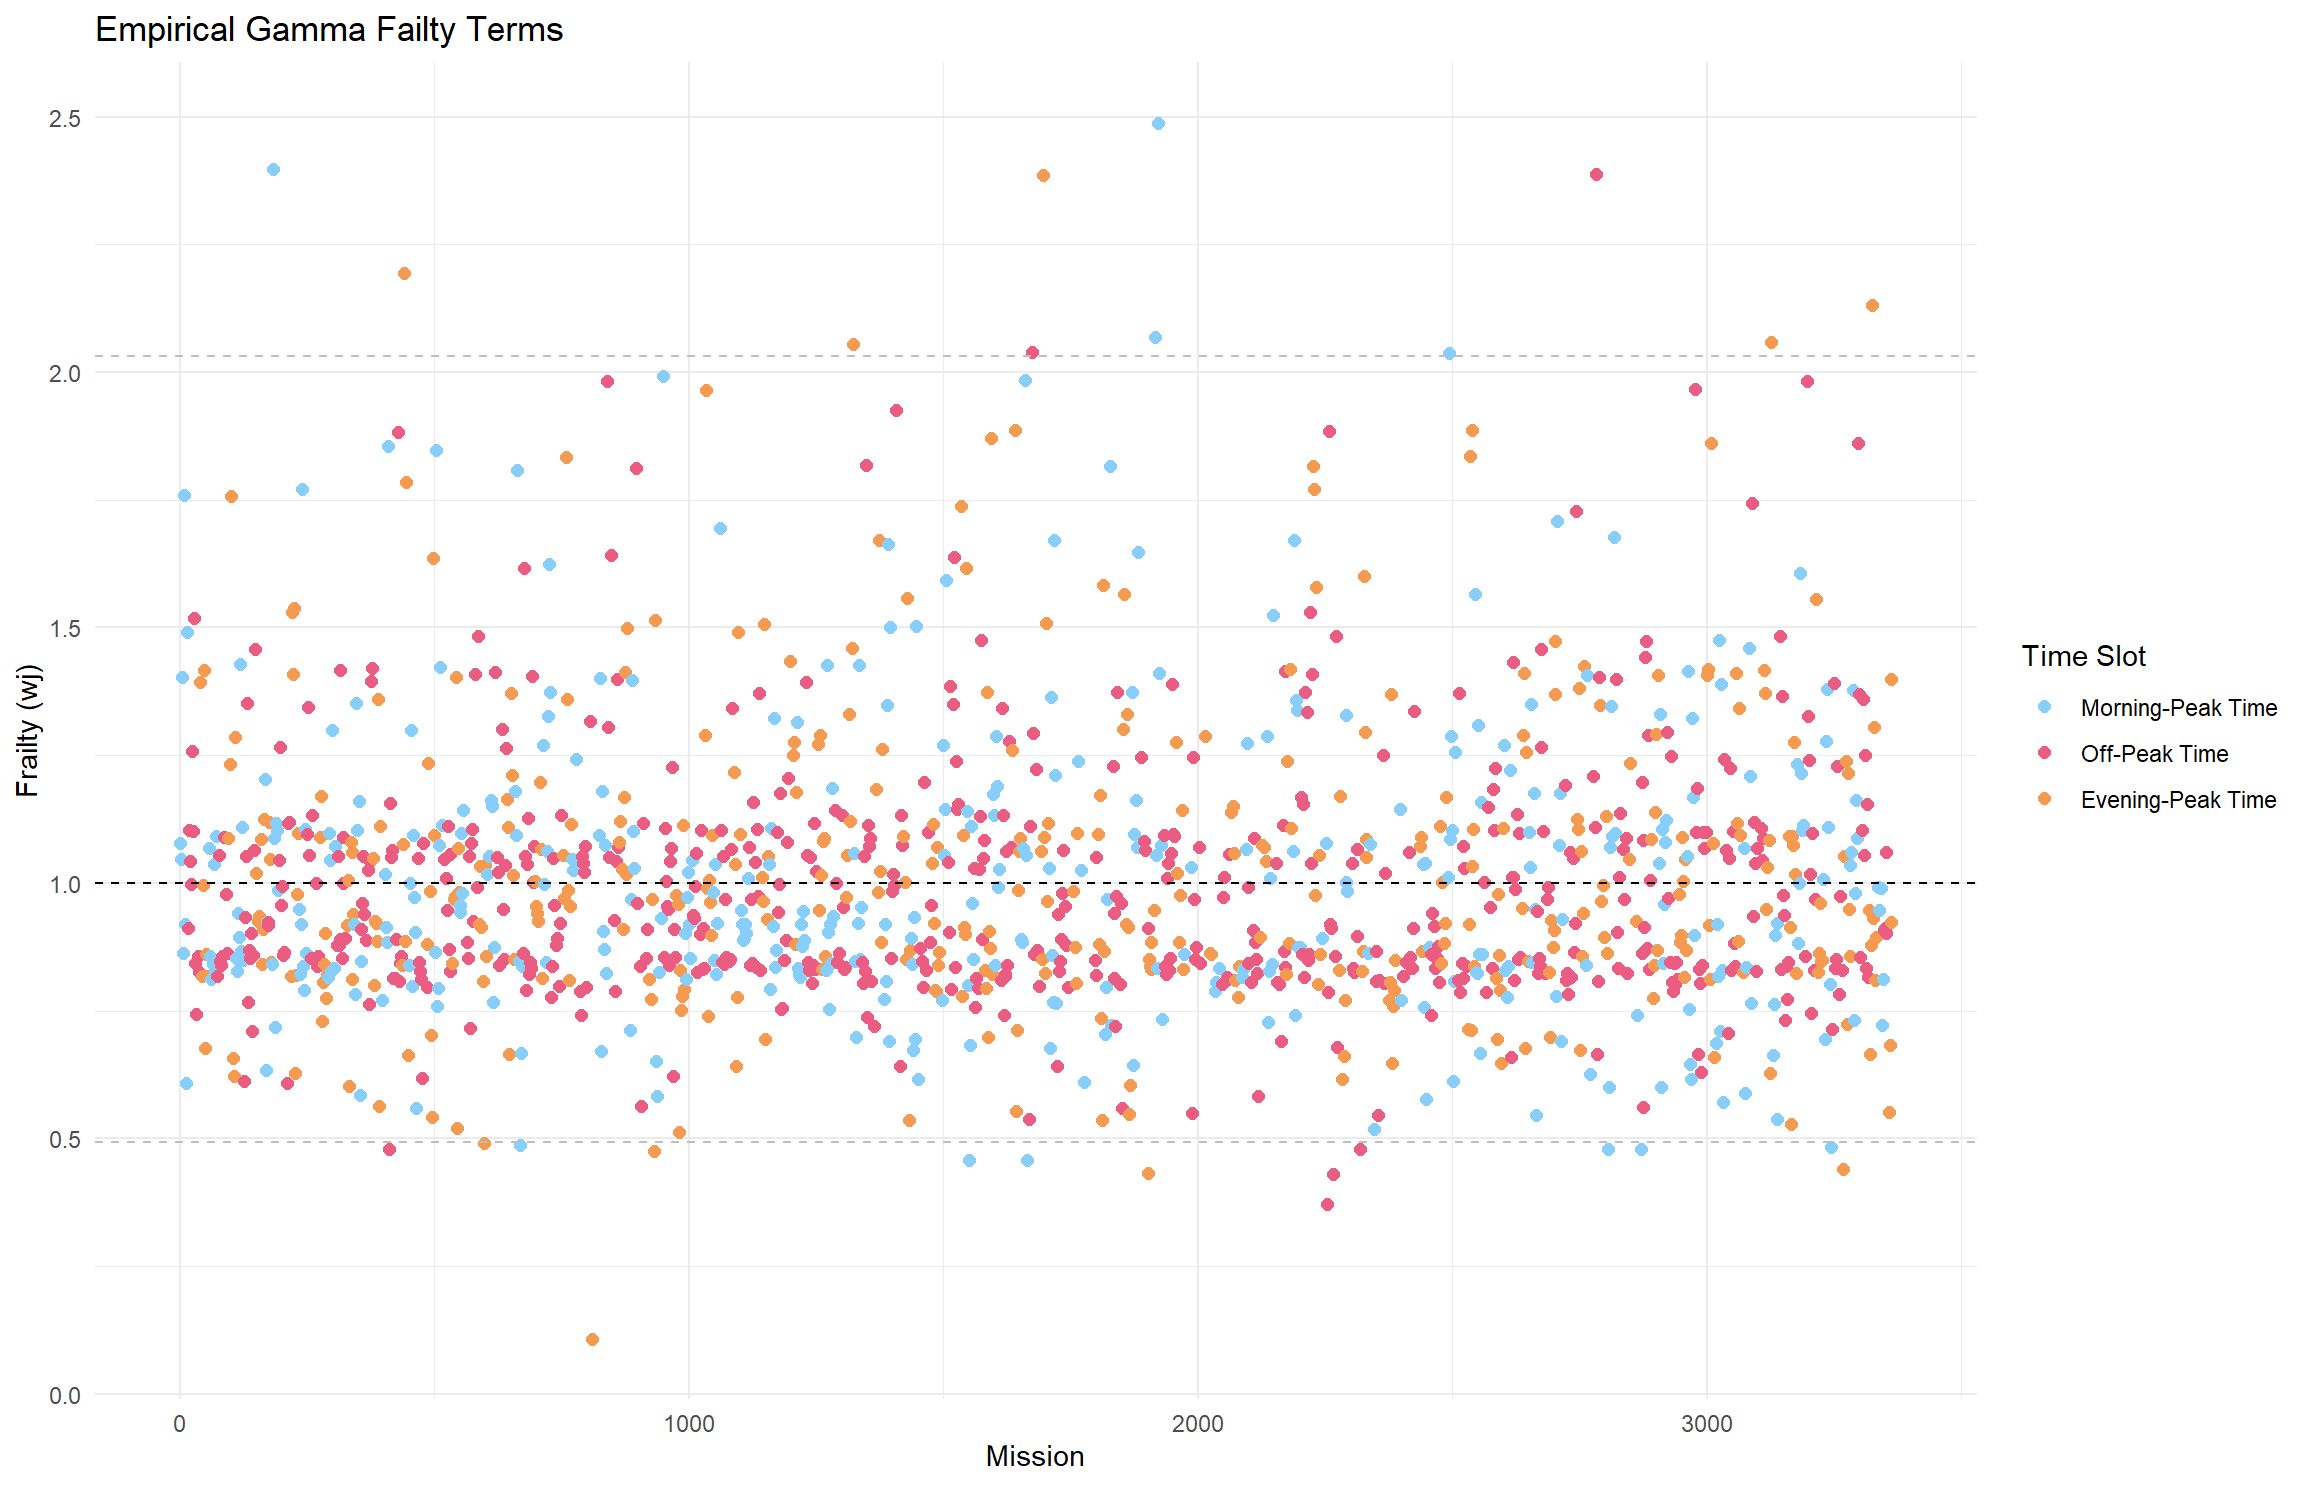 Empirical Gamma Failty Terms
2.5
2.0
1.5
1.0
0.5
0.0
Frailty (wj)
0 1000 2000 3000
Mission
Time Slot
Morning-Peak Time
Off-Peak Time
Evening-Peak Time